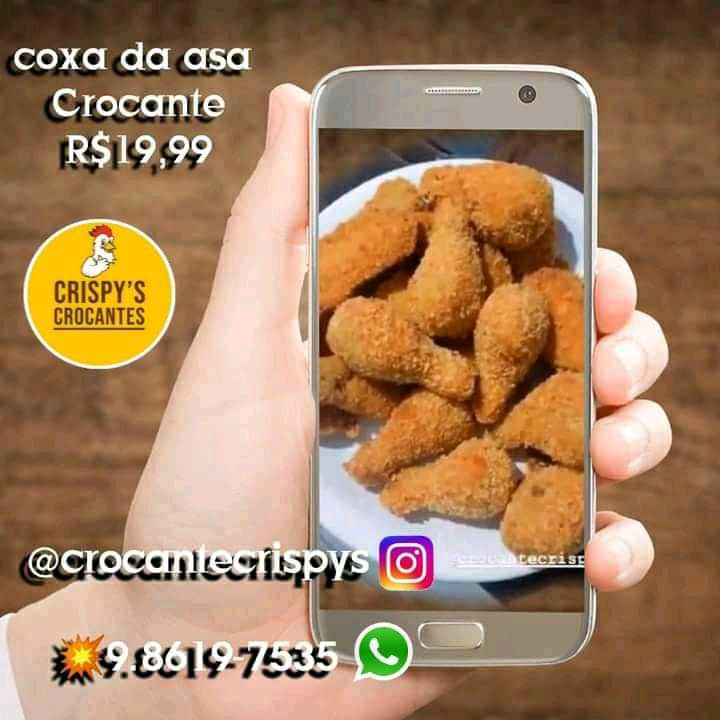 coxa da asa
Crocante
R$19,99
CRISPY'S
CROCANTES
@crocantecrispys
9.8619-7535